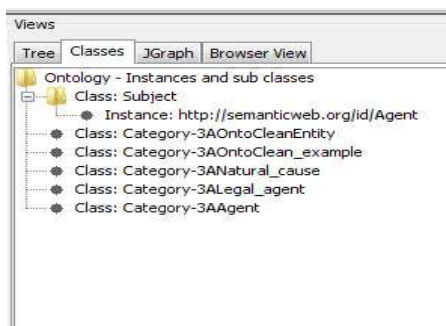 Views
Tree Classes JGraph Browser View
Ontology - Instances and sub classes
Class: Subject
Instance: http://semanticweb.org/id/Agent
Class: Category-3AOntoCleanEntity
Class: Category-3AOntoClean_example
Class: Category-3ANatural_cause
Class: Category-3ALegal_agent
Class: Category-3AAgent